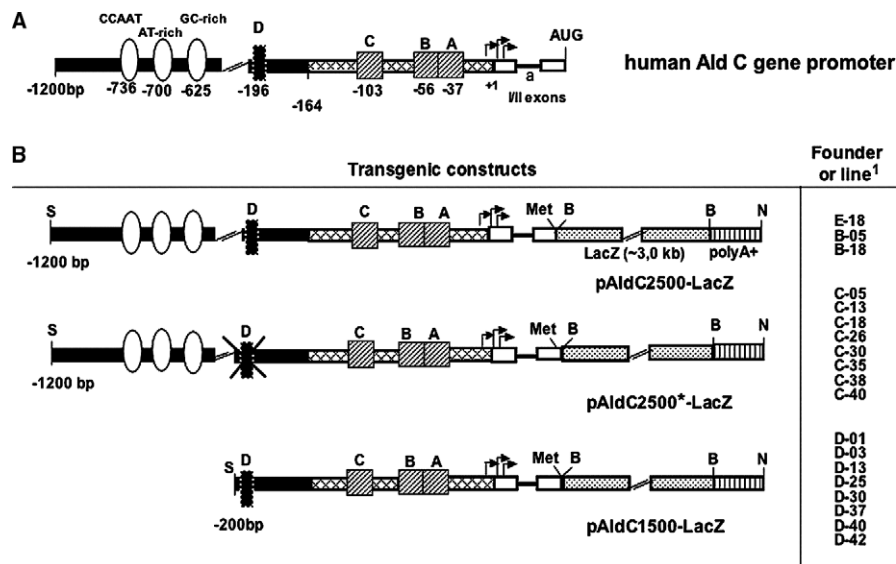 A
CCAAT
AT-rich
GC-rich
D
C
B
A
AUG
-1200bp
-736
-700
-625
-196
-164
-103
-56
-37
+1
a
I/II exons
human Ald C gene promoter
B
Transgenic constructs
Founder
or line1
S
D
C
B
A
Met
B
B
N
-1200 bp
LacZ (~3,0 kb)
polyA+
pAldC2500-LacZ
E-18
B-05
B-18
S
D
C
B
A
Met
B
B
N
-1200 bp
pAldC2500*-LacZ
C-05
C-13
C-18
C-26
C-30
C-35
C-38
C-40
S
D
C
B
A
Met
B
B
N
-200bp
pAldC1500-LacZ
D-01
D-03
D-13
D-25
D-30
D-37
D-40
D-42